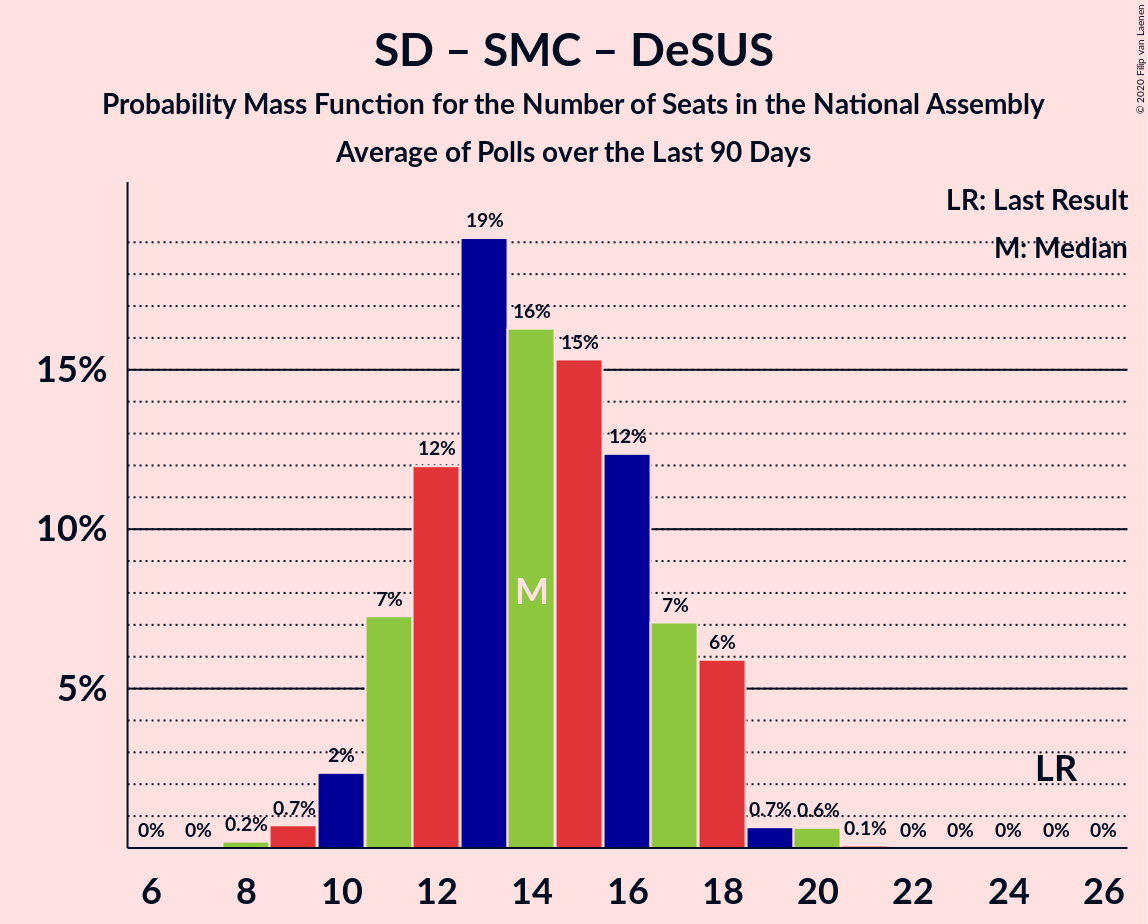 SD – SMC – DeSUS
Probability Mass Function for the Number of Seats in the National Assembly
Average of Polls over the Last 90 Days
© 2020 Filip van Laenen
LR: Last Result
M: Median
15%
10%
5%
0% 0% 0.2% 0.7% 2% 7% 12% 19% 16% 15% 12% 7% 6% 0.7% 0.6% 0.1% 0% 0% 0% 0% 0%
M
LR
6 8 10 12 14 16 18 20 22 24 26